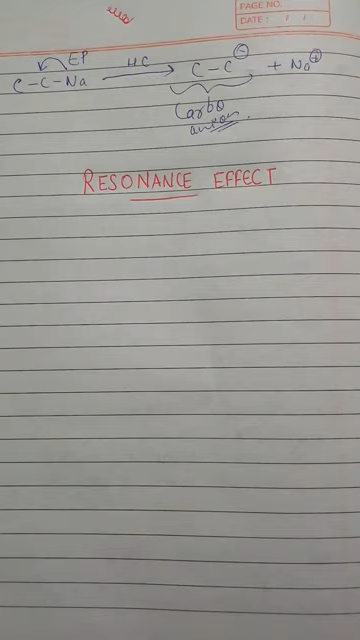 PAGE NO.
DATE: / /
EP
C-C-Na HC → C-C⊖ + Na⊕
Carbo
anion.
RESONANCE EFFECT